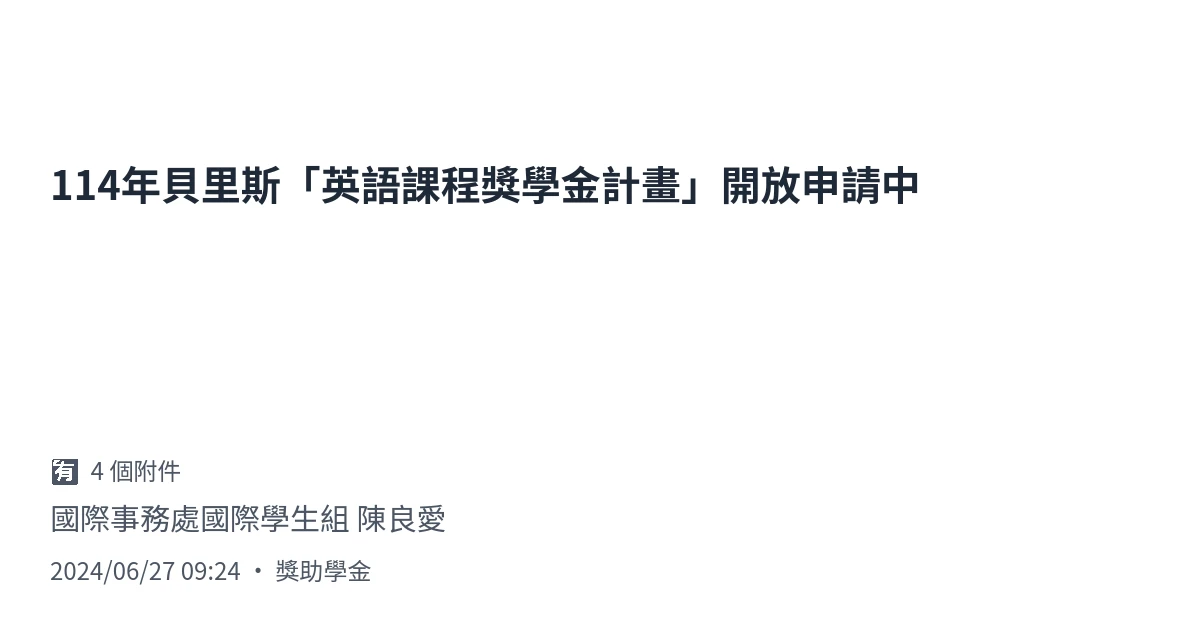 114年貝里斯「英語課程獎學金計畫」開放申請中
有 4 個附件
國際事務處國際學生組 陳良愛
2024/06/27 09:24 • 獎助學金